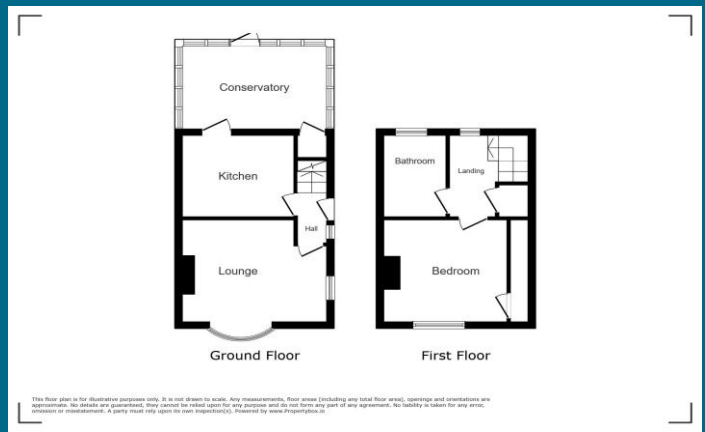 Conservatory
Kitchen
Hall
Lounge
Bathroom
Landing
Bedroom
Ground Floor
First Floor
This floor plan is for illustrative purposes only. It is not drawn to scale. Any measurements, floor areas (including any total floor area), openings and orientations are
approximate. No details are guaranteed, they cannot be relied upon for any purpose and do not form any part of any agreement. No liability is taken for any error,
omission or misstatement. A party must rely upon its own inspection(s). Powered by www.Propertybox.io